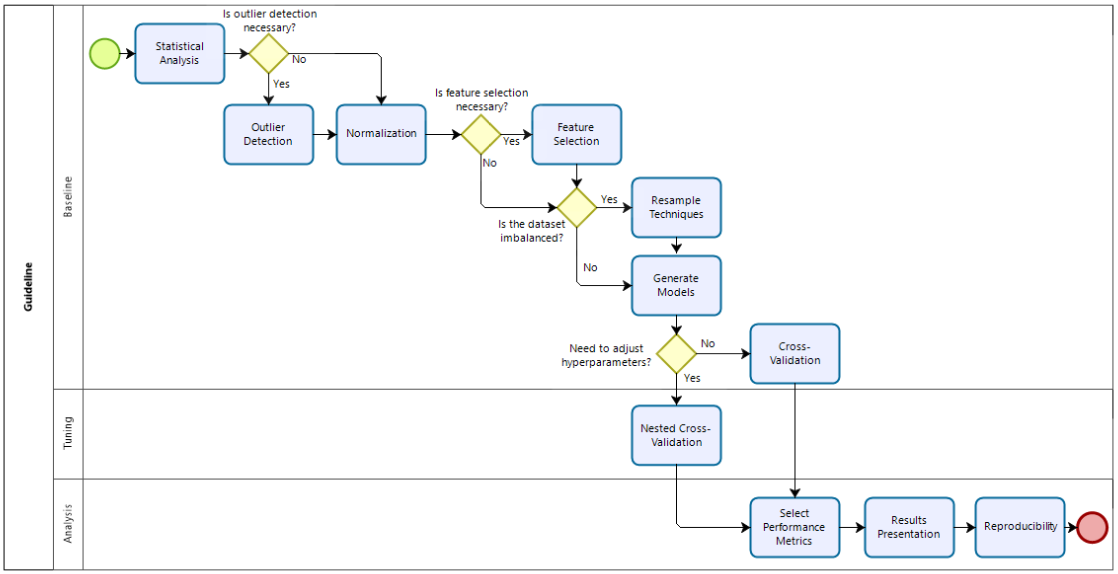 Guideline
Baseline
Is outlier detection
necessary?
Statistical
Analysis
No
Yes
Outlier
Detection
Normalization
Is feature selection
necessary?
Yes
No
Feature
Selection
Is the dataset
imbalanced?
Yes
No
Resample
Techniques
Generate
Models
Need to adjust
hyperparameters?
No
Yes
Cross-
Validation
Tuning
Nested Cross-
Validation
Analysis
Select
Performance
Metrics
Results
Presentation
Reproducibility